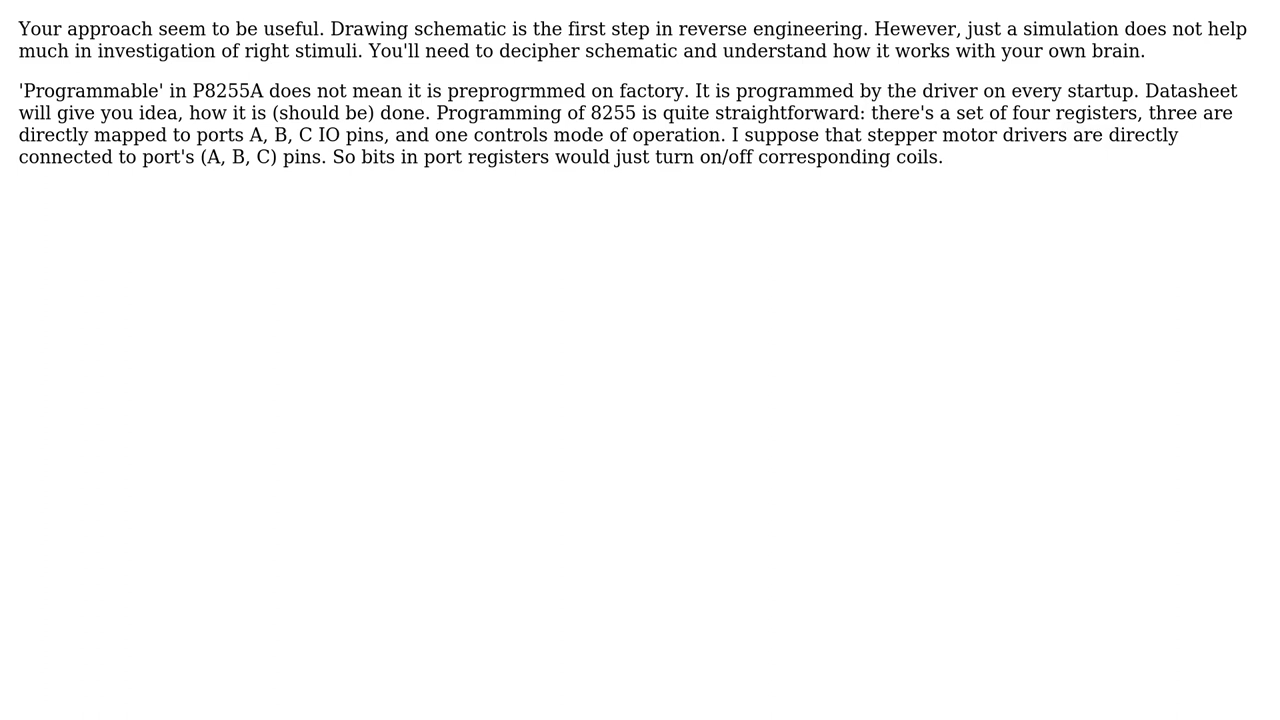 Your approach seem to be useful. Drawing schematic is the first step in reverse engineering. Hewever, just a simulation does not help
much in investigation of right stimuli. You'll need to decipher schematic and understand how it works with your own brain.
'Programmable' in P8255A does not mean it is preprogrmmed on factory. It is programmed by the driver on every startup. Datasheet
will give you idea, how it is (should be) done. Programming of 8255 is quite straightforward: there's a set of four registers, three are
directly mapped to ports A, B, C IO pins, and one controls mode of operation. I suppose that stepper motor drivers are directly
connected to port's (A, B, C) pins. So bits in port registers would just turn on/off corresponding coils.